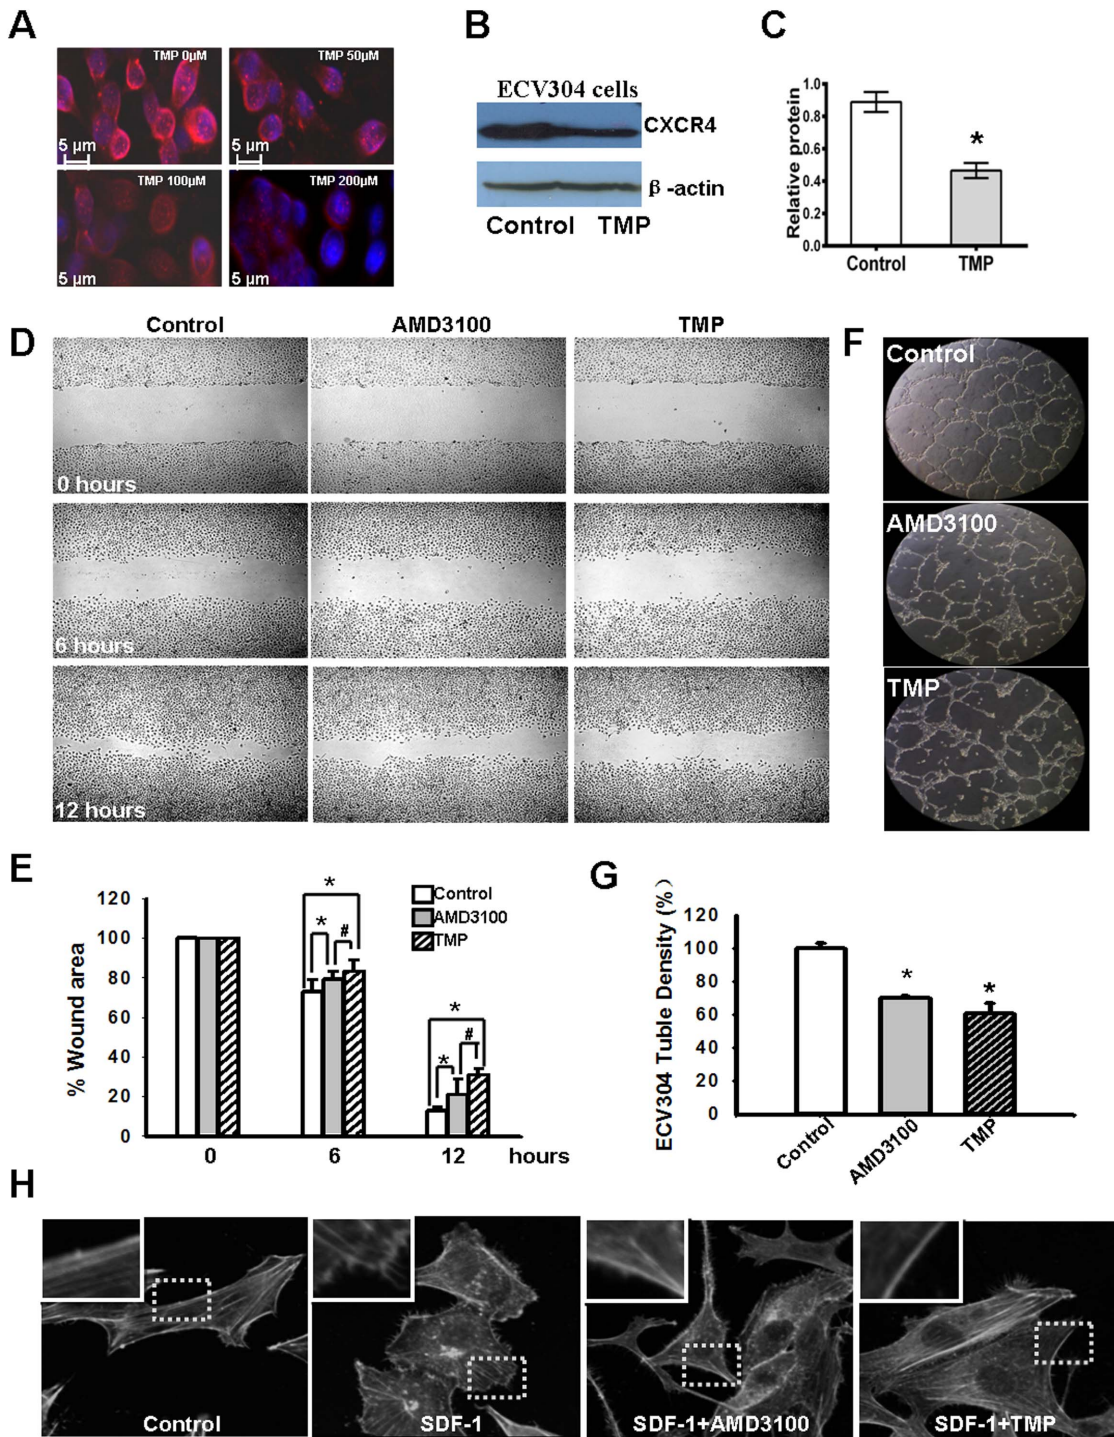 A
TMP 0μM
TMP 50μM
5 μm
5 μm
TMP 100μM
TMP 200μM
5 μm
5 μm
B
ECV304 cells
CXCR4
β-actin
Control TMP
C
Relative protein
1.0
0.8
0.6
0.4
0.2
0.0
*
Control TMP
D
Control AMD3100 TMP
0 hours
6 hours
12 hours
F
Control
AMD3100
TMP
E
% Wound area
120
100
80
60
40
20
0
*
*
#
*
*
#
Control
AMD3100
TMP
0 6 12 hours
G
ECV304 Tuble Density (%)
120
100
80
60
40
20
0
*
*
Control
AMD3100
TMP
H
Control
SDF-1
SDF-1+AMD3100
SDF-1+TMP